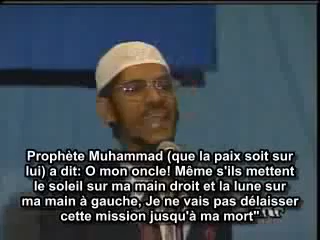 Prophète Muhammad (que la paix soit sur
lui) a dit: O mon oncle! Même s'ils mettent
le soleil sur ma main droit et la lune sur
ma main à gauche, Je ne vais pas délaisser
cette mission jusqu'à ma mort"